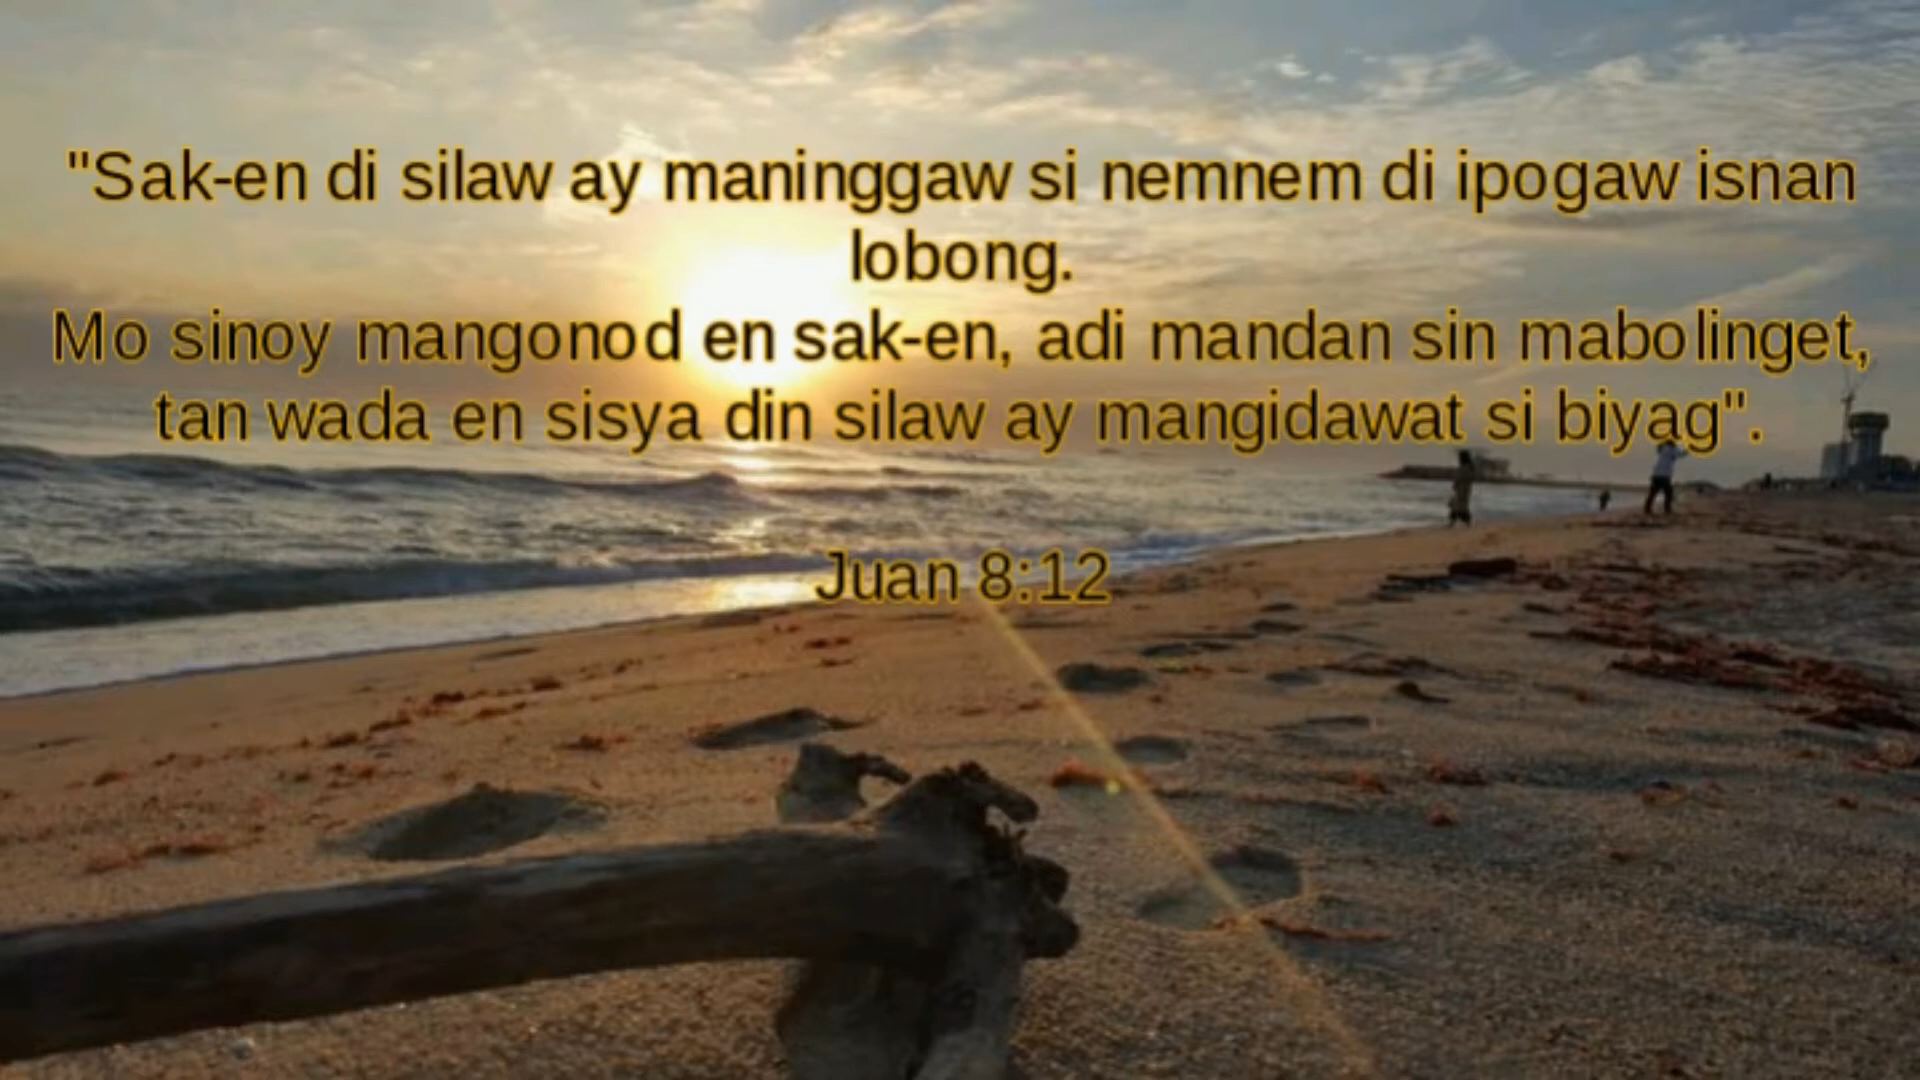 "Sak-en di silaw ay maninggaw si nemnem di ipogaw isnan
lobong.
Mo sinoy mangonod en sak-en, adi mandan sin mabolinget,
tan wada en sisya din silaw ay mangidawat si biyag".
Juan 8:12